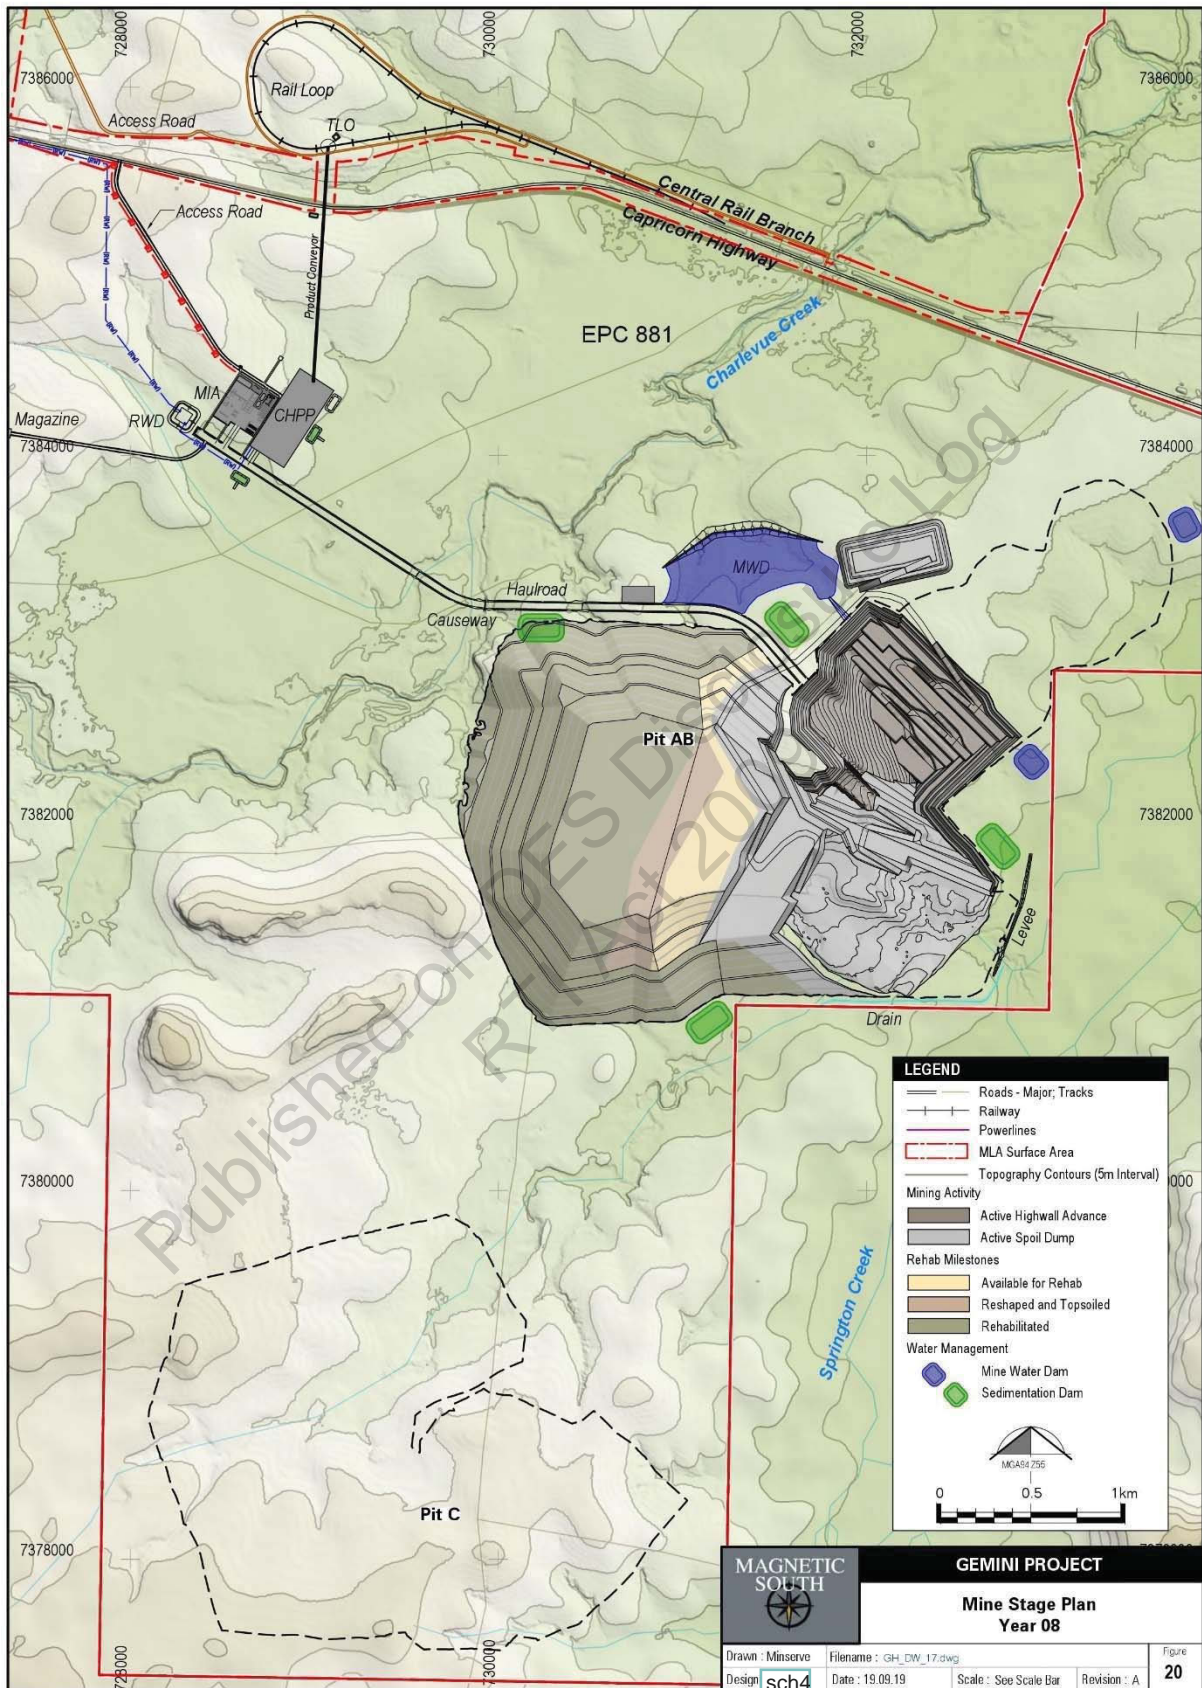 728000
730000
732000
7386000
7386000
Rail Loop
Access Road
TLO
Access Road
Central Rail Branch
Capricorn Highway
Product Conveyor
EPC 881
Charlevue Creek
MIA
CHPP
RWD
Magazine
7384000
7384000
MWD
Haulroad
Causeway
Pit AB
7382000
7382000
Levee
Drain
LEGEND
Roads - Major; Tracks
Railway
Powerlines
MLA Surface Area
Topography Contours (5m Interval)
Mining Activity
Active Highwall Advance
Active Spoil Dump
Rehab Milestones
Available for Rehab
Reshaped and Topsoiled
Rehabilitated
Water Management
Mine Water Dam
Sedimentation Dam
MGA94 Z55
0 0.5 1km
7380000
Springton Creek
Pit C
7378000
728000
730000
MAGNETIC SOUTH
GEMINI PROJECT
Mine Stage Plan
Year 08
Drawn : Minserve
Filename : GH_DW_17.dwg
Figure
20
Design
sch4
Date : 19.09.19
Scale : See Scale Bar
Revision : A
Published on DES Disclosure Log
RTI Act 2009